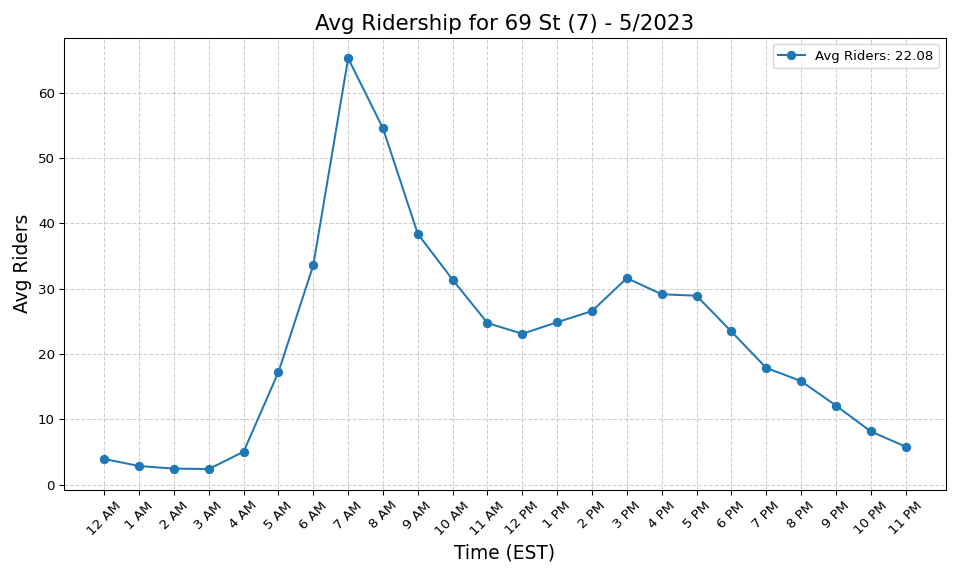 Avg Ridership for 69 St (7) - 5/2023
Avg Riders: 22.08
Avg Riders
60
50
40
30
20
10
0
12 AM
1 AM
2 AM
3 AM
4 AM
5 AM
6 AM
7 AM
8 AM
9 AM
10 AM
11 AM
12 PM
1 PM
2 PM
3 PM
4 PM
5 PM
6 PM
7 PM
8 PM
9 PM
10 PM
11 PM
Time (EST)